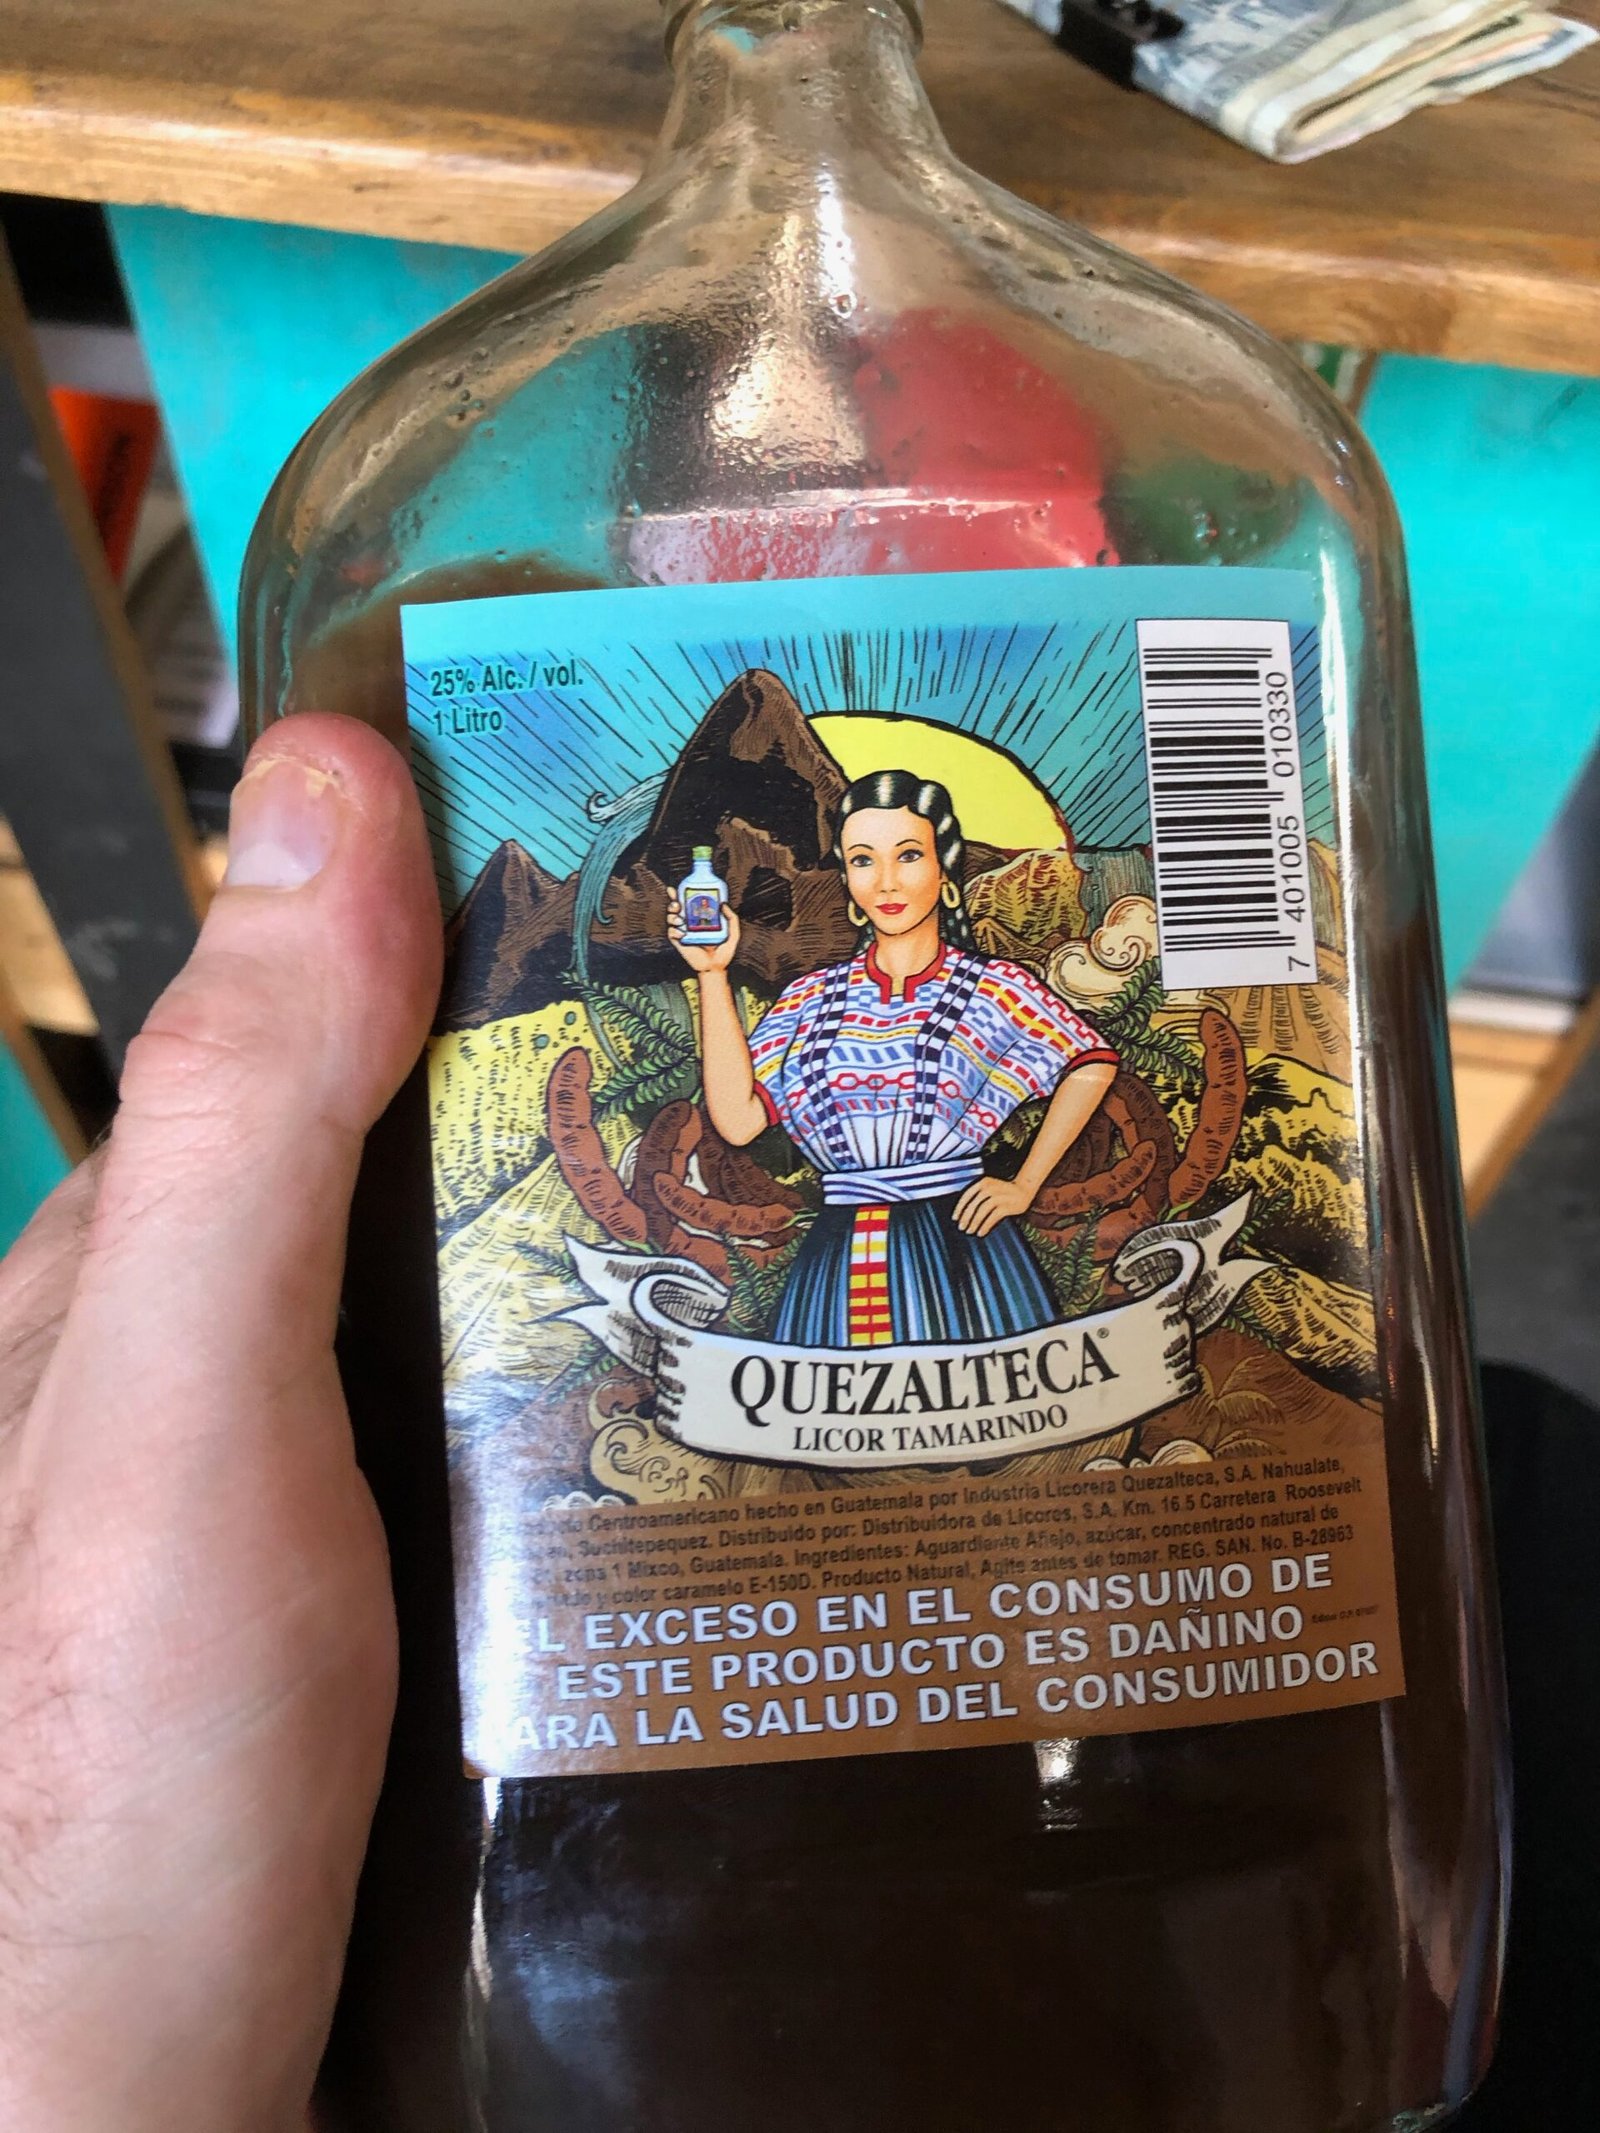 25% Alc. / vol.
1 Litro
7 401005 010330
QUEZALTECA®
LICOR TAMARINDO
Centroamericano hecho en Guatemala por Industria Licorera Quezalteca, S.A. Nahualate,
Suchitepequez. Distribuido por: Distribuidora de Licores, S.A. Km. 16.5 Carretera Roosevelt
zona 1 Mixco, Guatemala. Ingredientes: Aguardiente Añejo, azúcar, concentrado natural de
y color caramelo E-150D. Producto Natural, Agite antes de tomar. REG. SAN. No. B-28963
EL EXCESO EN EL CONSUMO DE
ESTE PRODUCTO ES DAÑINO
PARA LA SALUD DEL CONSUMIDOR